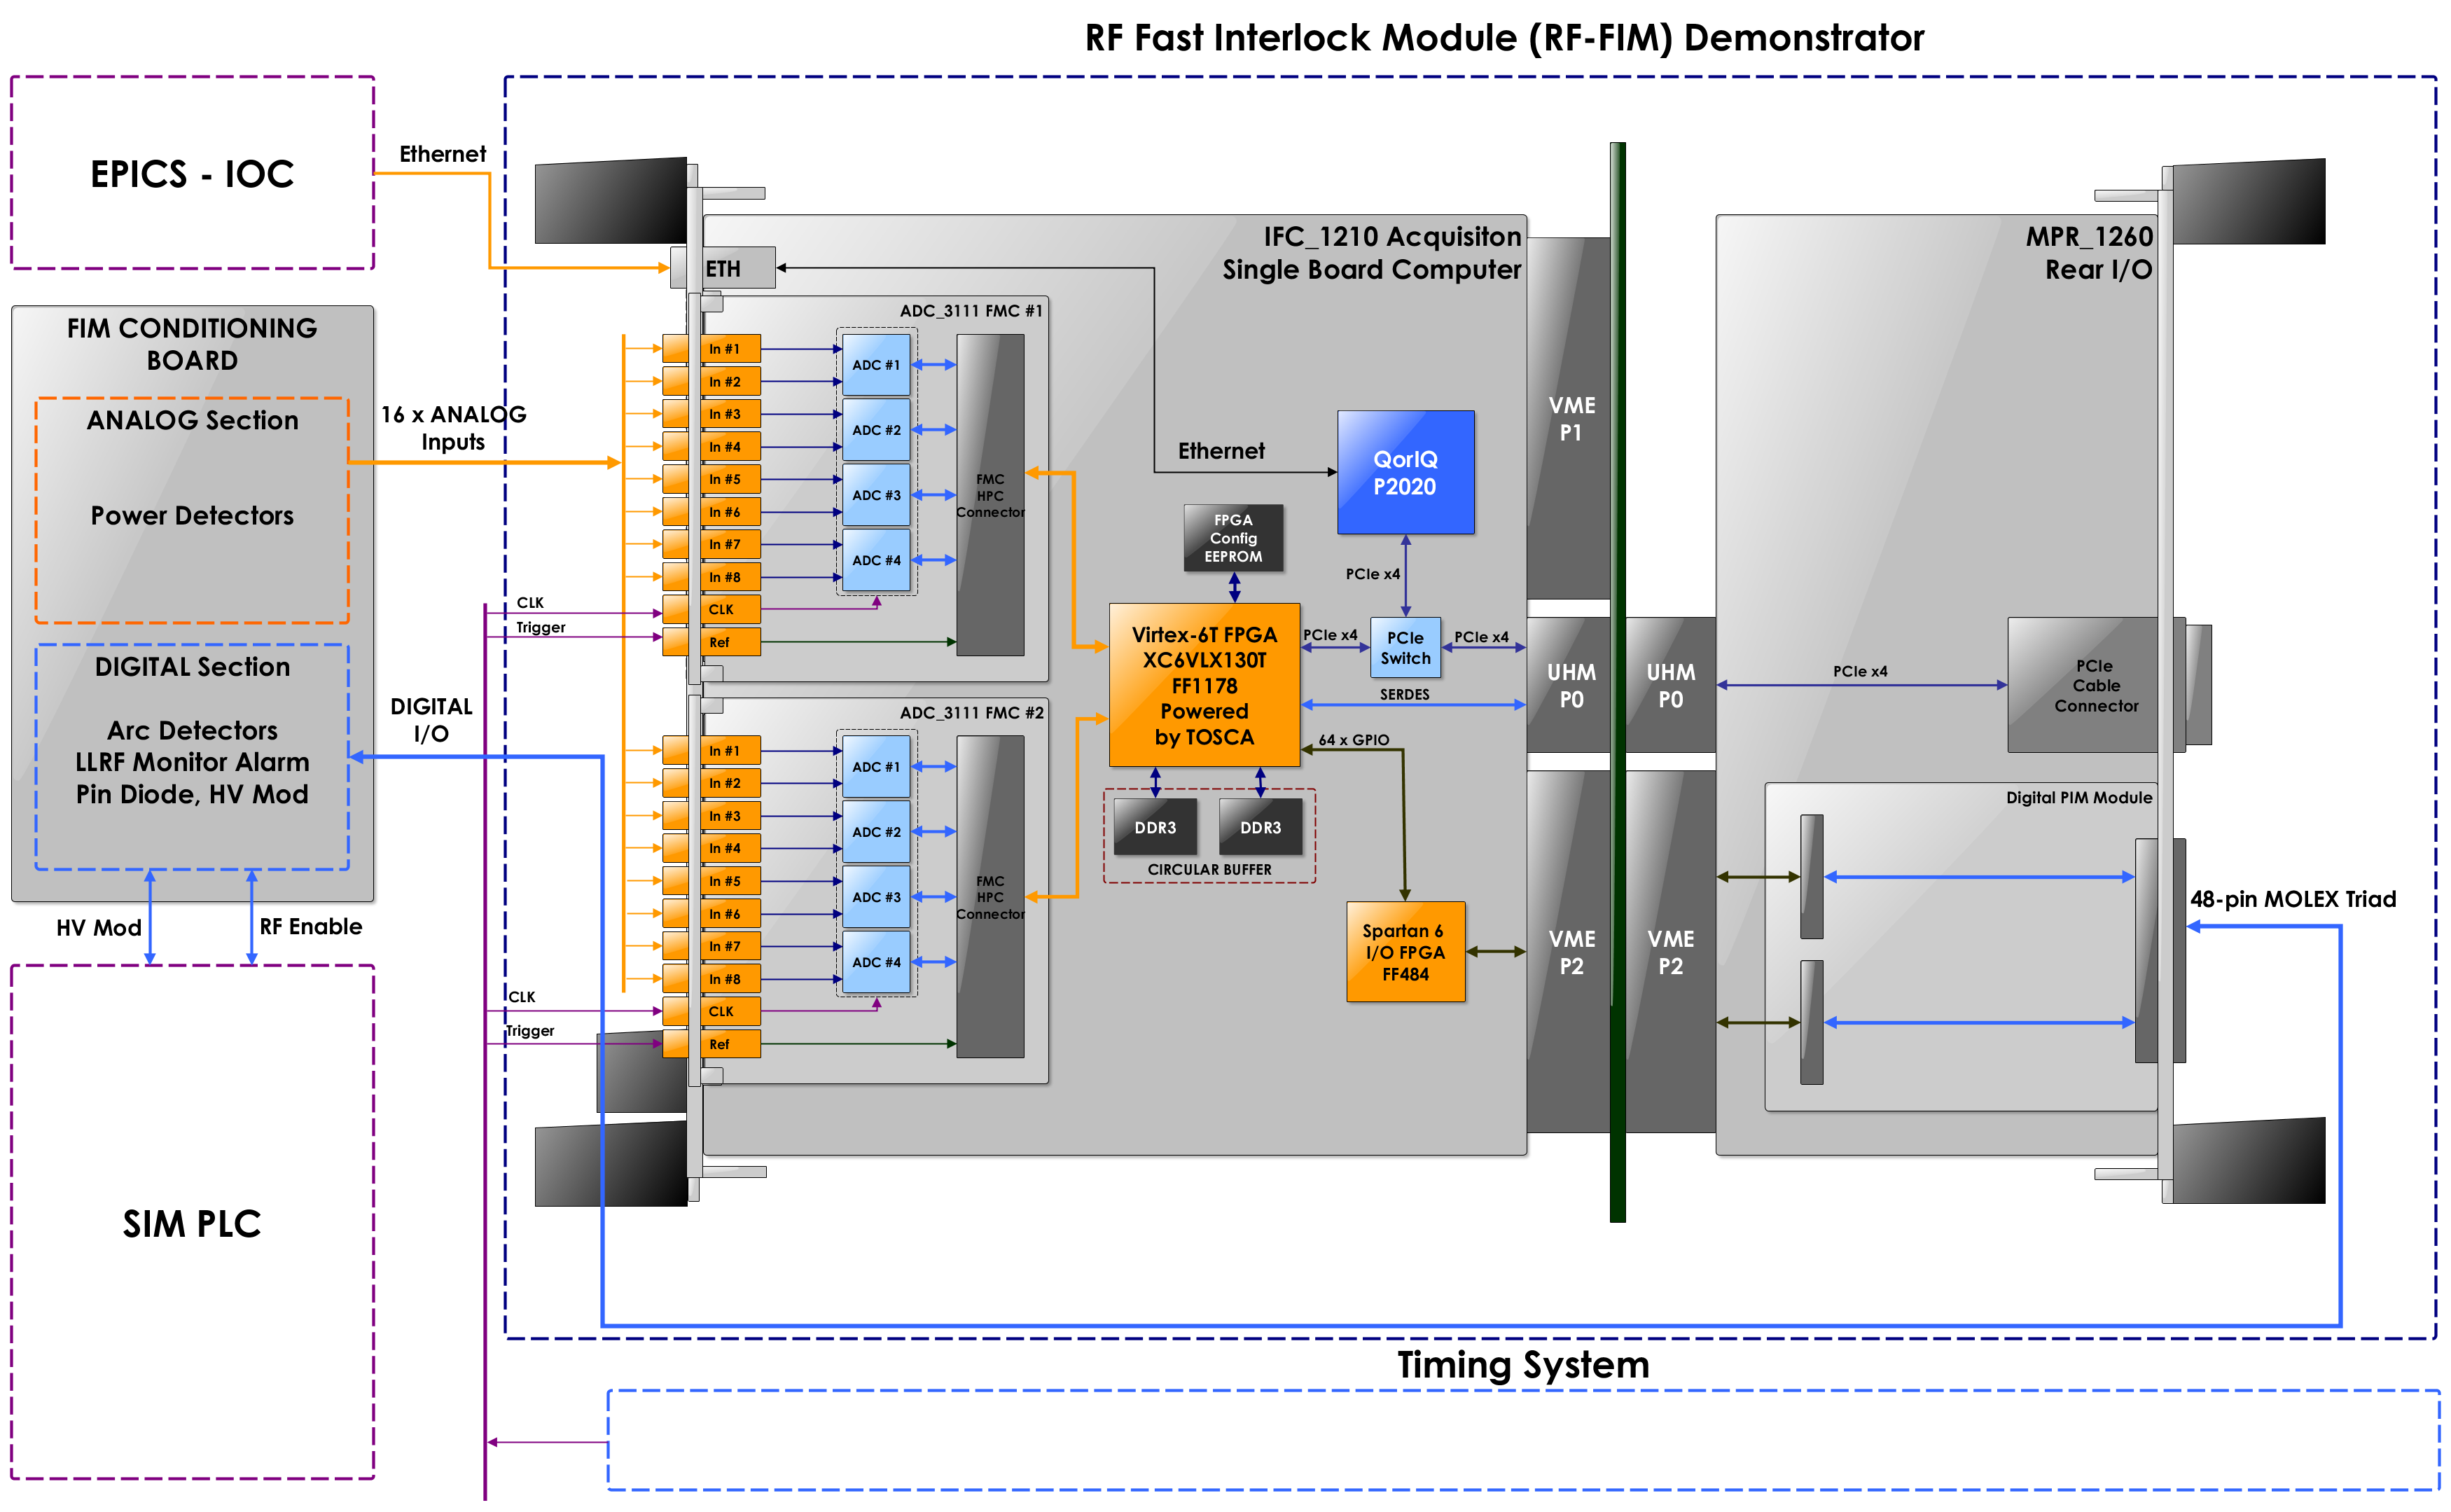 RF Fast Interlock Module (RF-FIM) Demonstrator
EPICS - IOC
Ethernet
FIM CONDITIONING
BOARD
ANALOG Section
Power Detectors
16 x ANALOG
Inputs
DIGITAL Section
Arc Detectors
LLRF Monitor Alarm
Pin Diode, HV Mod
DIGITAL
I/O
HV Mod
RF Enable
SIM PLC
CLK
Trigger
CLK
Trigger
ETH
IFC_1210 Acquisiton
Single Board Computer
ADC_3111 FMC #1
In #1
In #2
In #3
In #4
In #5
In #6
In #7
In #8
CLK
Ref
ADC #1
ADC #2
ADC #3
ADC #4
FMC
HPC
Connector
ADC_3111 FMC #2
In #1
In #2
In #3
In #4
In #5
In #6
In #7
In #8
CLK
Ref
ADC #1
ADC #2
ADC #3
ADC #4
FMC
HPC
Connector
Ethernet
QorIQ
P2020
FPGA
Config
EEPROM
PCIe x4
Virtex-6T FPGA
XC6VLX130T
FF1178
Powered
by TOSCA
PCIe x4
PCIe
Switch
PCIe x4
SERDES
64 x GPIO
DDR3
DDR3
CIRCULAR BUFFER
Spartan 6
I/O FPGA
FF484
VME
P1
UHM
P0
UHM
P0
VME
P2
VME
P2
MPR_1260
Rear I/O
PCIe x4
PCIe
Cable
Connector
Digital PIM Module
48-pin MOLEX Triad
Timing System